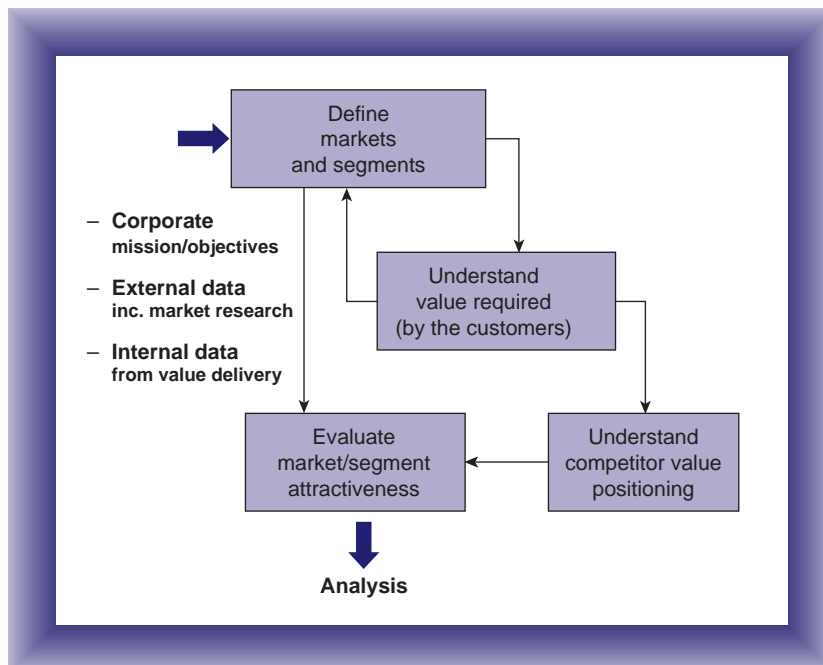 Define
markets
and segments
– Corporate
mission/objectives
– External data
inc. market research
– Internal data
from value delivery
Understand
value required
(by the customers)
Evaluate
market/segment
attractiveness
Understand
competitor value
positioning
Analysis